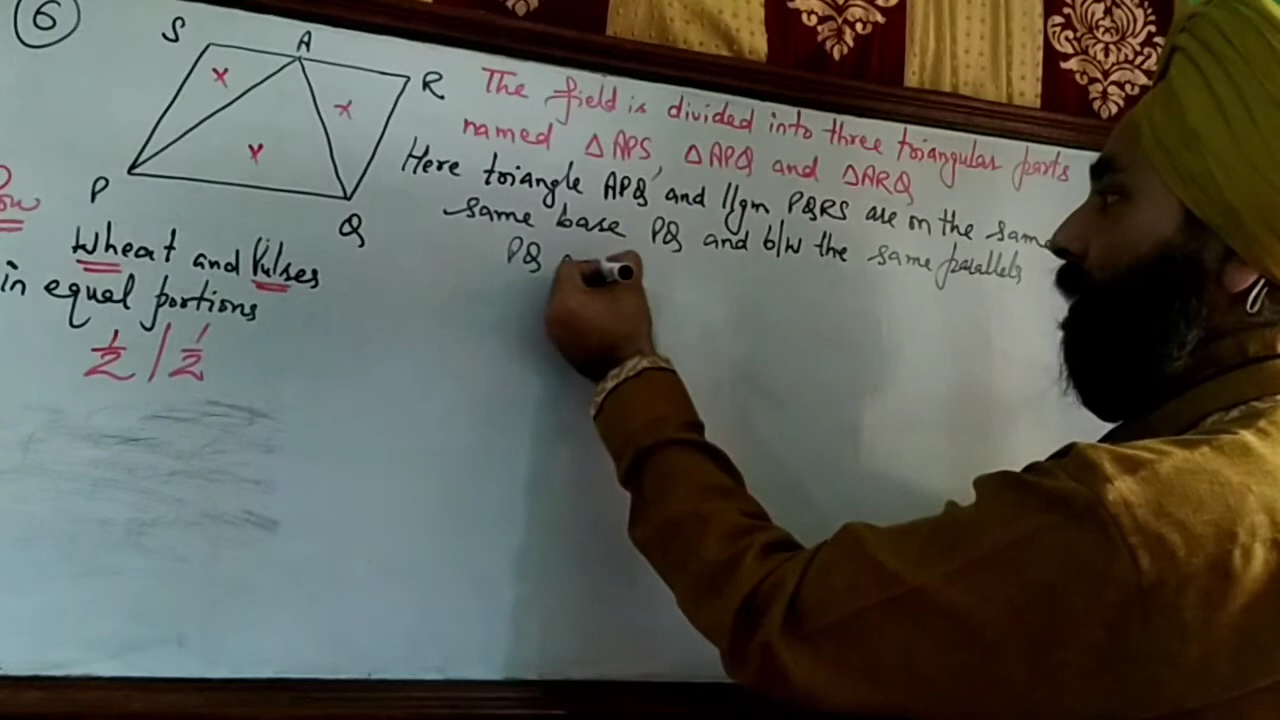 6
S A R
P Q
The field is divided into three triangular parts
named △APS, △APQ and △ARQ
Here triangle APQ and //gm PQRS are on the same
same base PQ and b/w the same parallels
PQ
wheat and Pulses
in equal portions
1/2 / 1/2